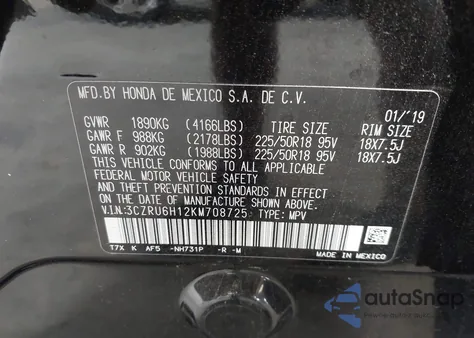 MFD.BY HONDA DE MEXICO S.A. DE C.V.
01/'19
GVWR 1890KG (4166LBS) TIRE SIZE RIM SIZE
GAWR F 988KG (2178LBS) 225/50R18 95V 18X7.5J
GAWR R 902KG (1988LBS) 225/50R18 95V 18X7.5J
THIS VEHICLE CONFORMS TO ALL APPLICABLE
FEDERAL MOTOR VEHICLE SAFETY, BUMPER, AND
THEFT PREVENTION STANDARDS IN EFFECT
ON THE DATE OF MANUFACTURE SHOWN ABOVE.
V.I.N:3CZRU6H12KM708725 TYPE: MPV
T7X K AF5 -NH731P -R -M
MADE IN MEXICO
autoSnap